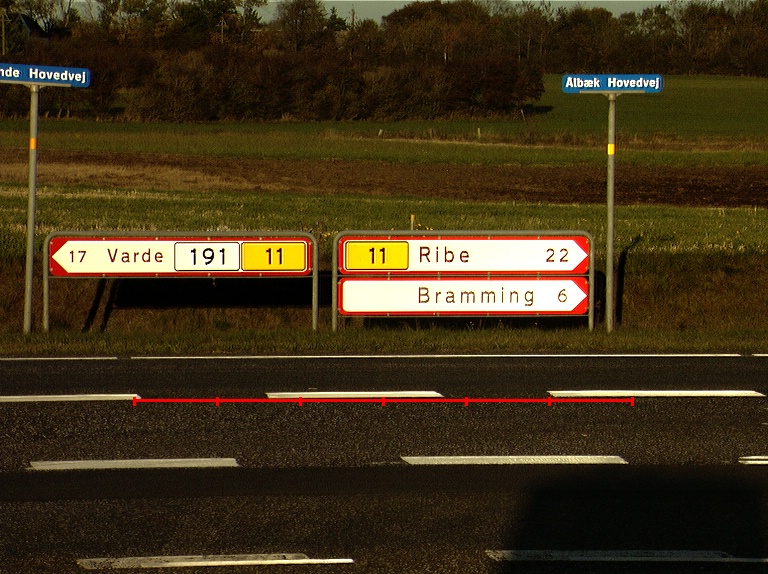 nde Hovedvej
Albæk Hovedvej
17 Varde 191 11
11 Ribe 22
Bramming 6